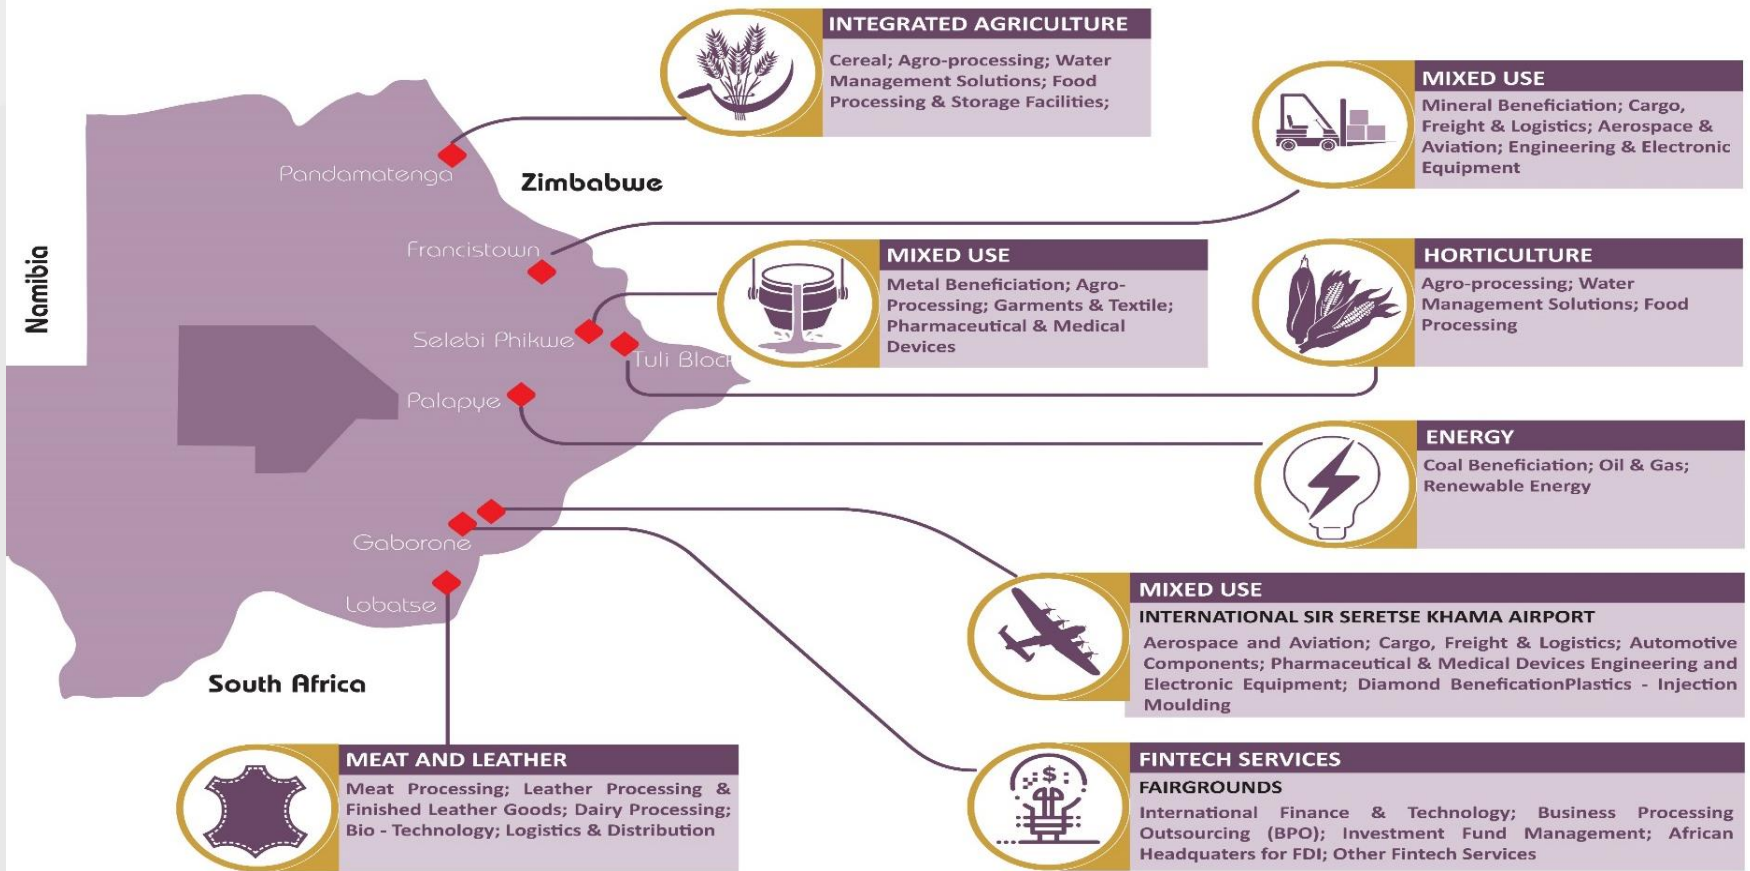 INTEGRATED AGRICULTURE
Cereal; Agro-processing; Water
Management Solutions; Food
Processing & Storage Facilities;
MIXED USE
Mineral Beneficiation; Cargo,
Freight & Logistics; Aerospace &
Aviation; Engineering & Electronic
Equipment
Pandamatenga
Zimbabwe
Namibia
Francistown
MIXED USE
Metal Beneficiation; Agro-
Processing; Garments & Textile;
Pharmaceutical & Medical
Devices
HORTICULTURE
Agro-processing; Water
Management Solutions; Food
Processing
Selebi Phikwe
Tuli Block
Palapye
ENERGY
Coal Beneficiation; Oil & Gas;
Renewable Energy
Gaborone
Lobatse
South Africa
MIXED USE
INTERNATIONAL SIR SERETSE KHAMA AIRPORT
Aerospace and Aviation; Cargo, Freight & Logistics; Automotive
Components; Pharmaceutical & Medical Devices Engineering and
Electronic Equipment; Diamond BeneficationPlastics - Injection
Moulding
MEAT AND LEATHER
Meat Processing; Leather Processing &
Finished Leather Goods; Dairy Processing;
Bio - Technology; Logistics & Distribution
$
FINTECH SERVICES
FAIRGROUNDS
International Finance & Technology; Business Processing
Outsourcing (BPO); Investment Fund Management; African
Headquaters for FDI; Other Fintech Services